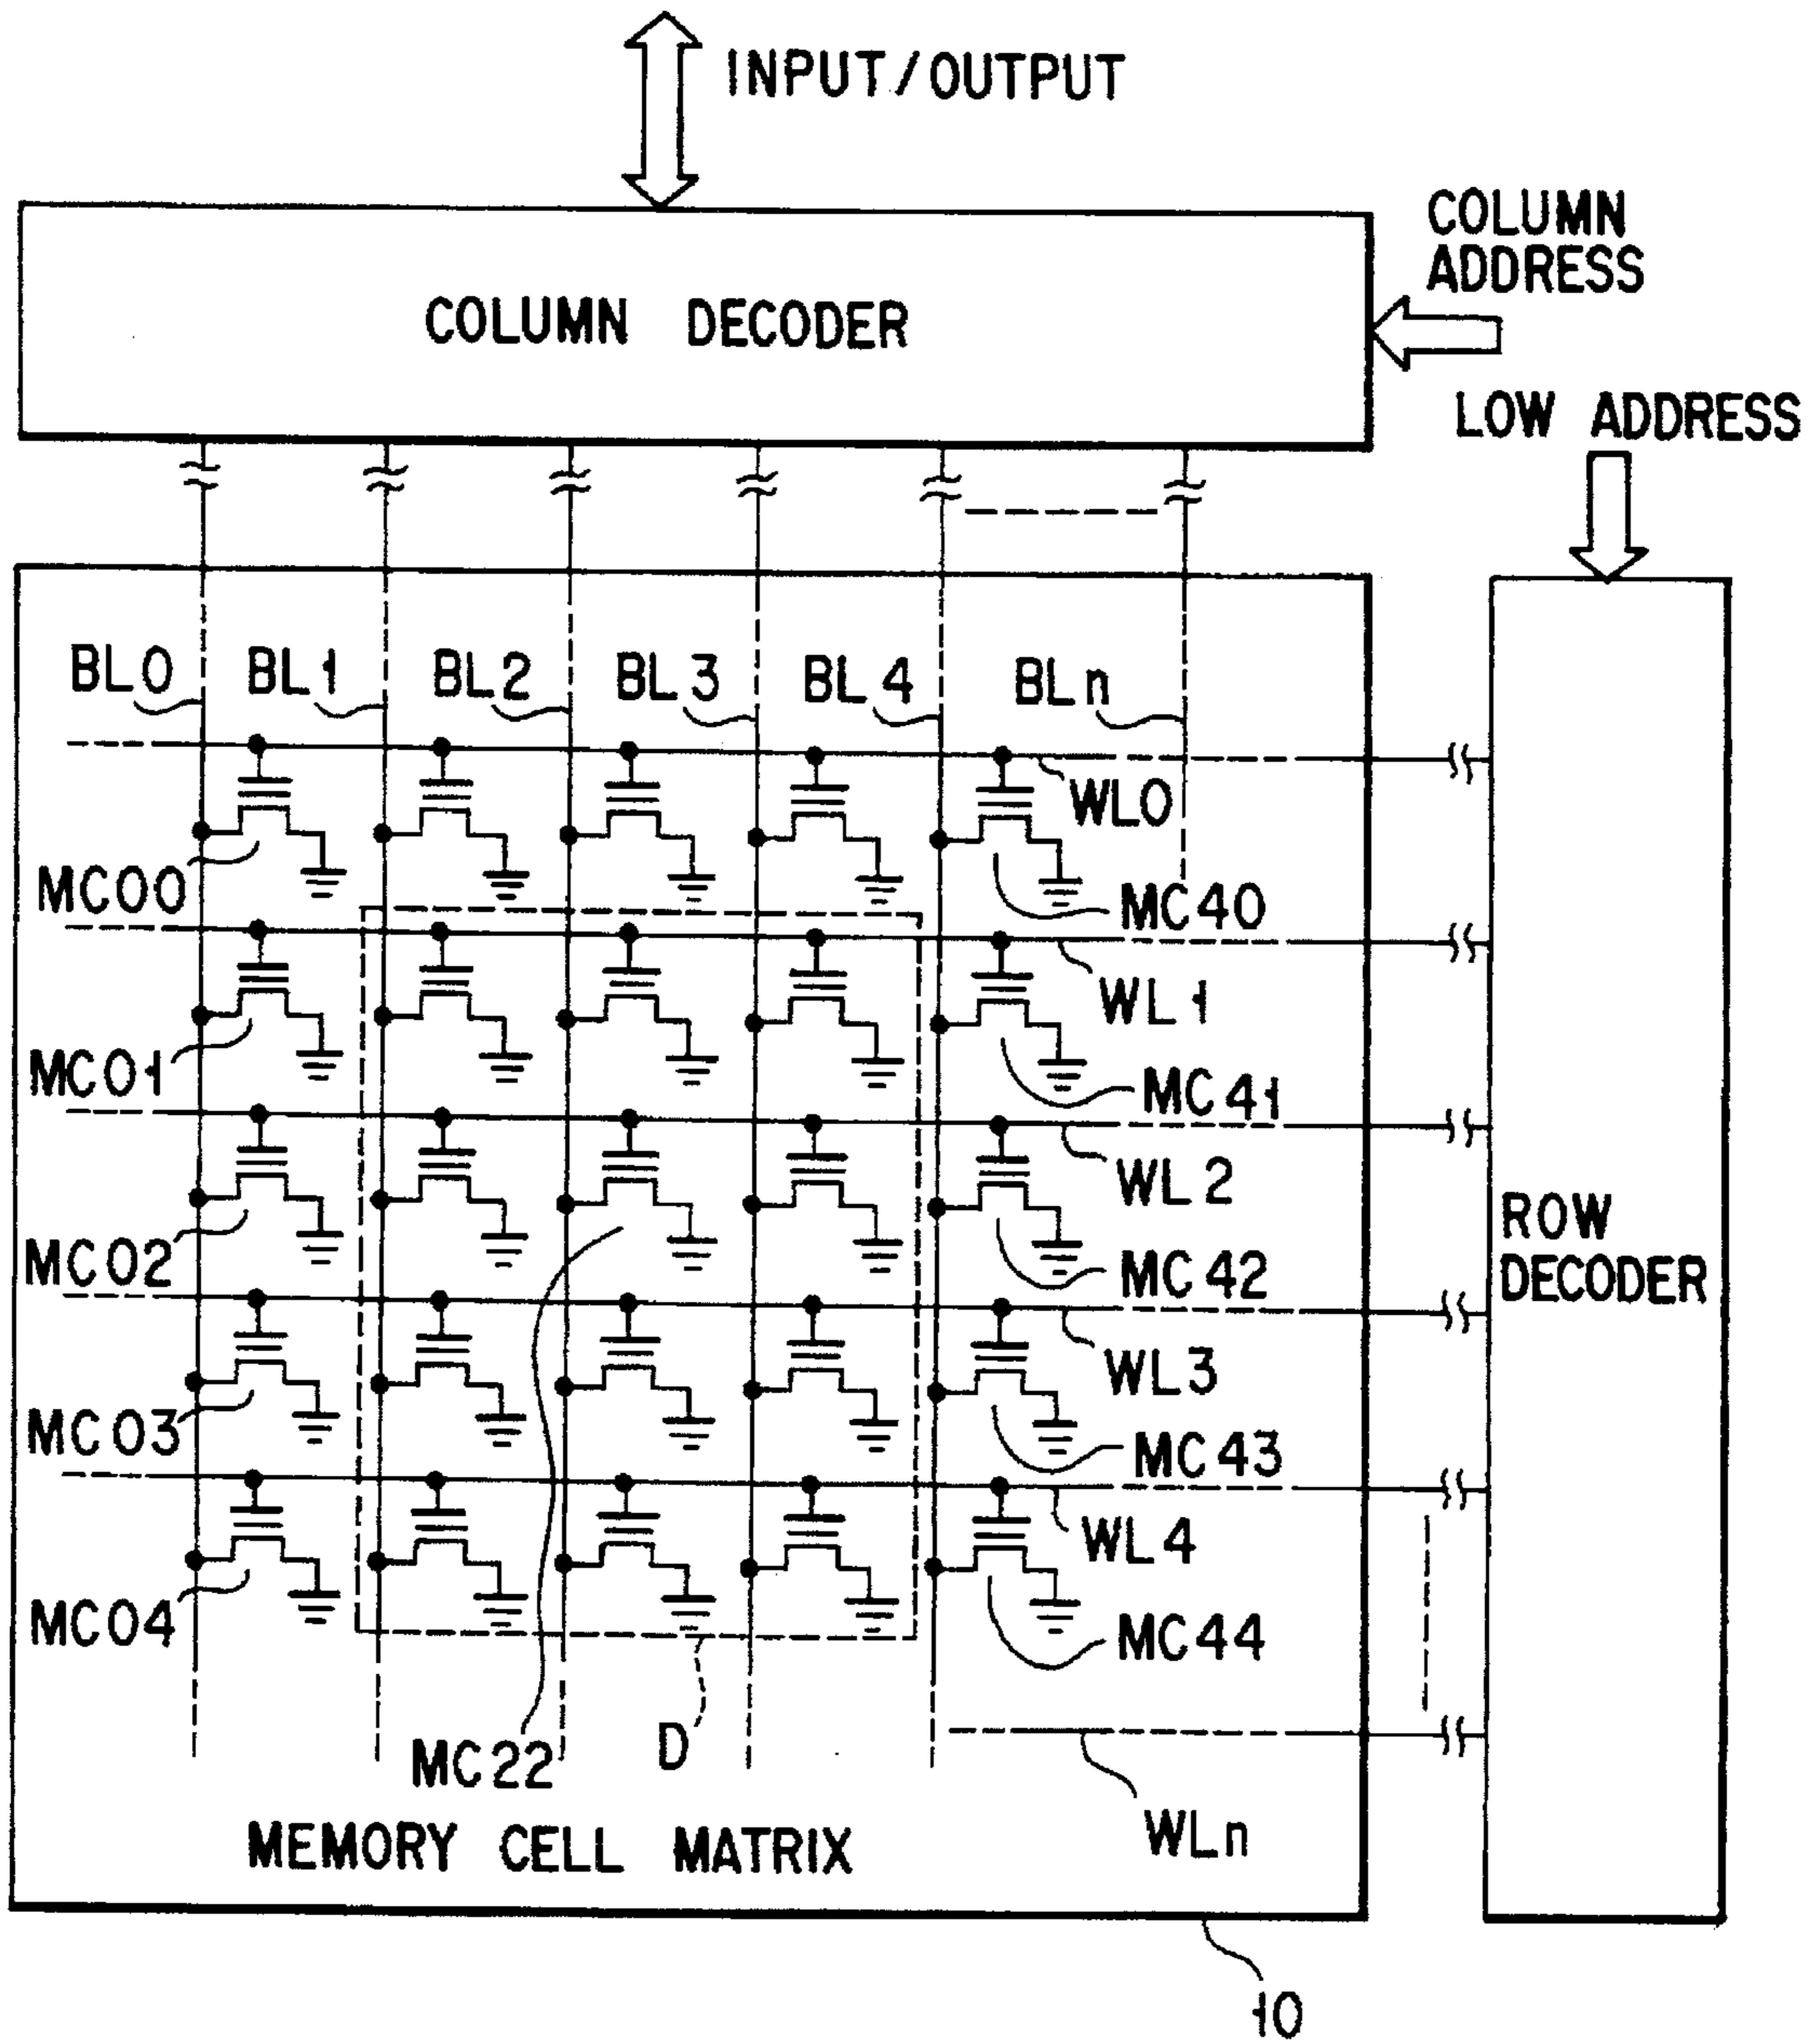 INPUT/OUTPUT
COLUMN
ADDRESS
COLUMN DECODER
LOW ADDRESS
BL0
BL1
BL2
BL3
BL4
BLn
WL0
MC00
MC40
WL1
MC01
MC41
WL2
MC02
MC42
ROW
DECODER
WL3
MC03
MC43
WL4
MC04
MC44
MC22
D
WLn
MEMORY CELL MATRIX
10